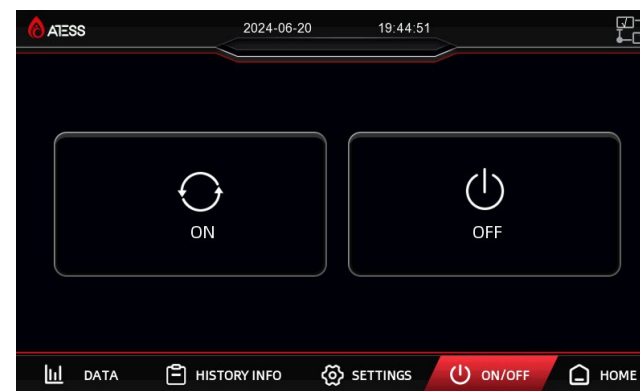 ATESS 2024-06-20 19:44:51
ON OFF
DATA HISTORY INFO SETTINGS ON/OFF HOME